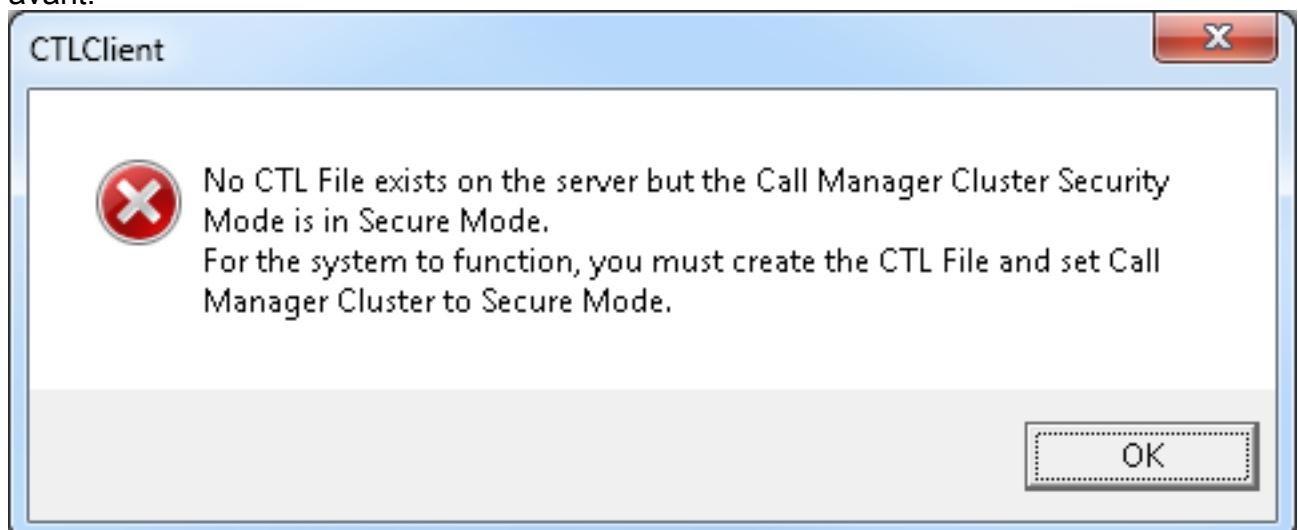 avant.
CTLClient
No CTL File exists on the server but the Call Manager Cluster Security
Mode is in Secure Mode.
For the system to function, you must create the CTL File and set Call
Manager Cluster to Secure Mode.
OK